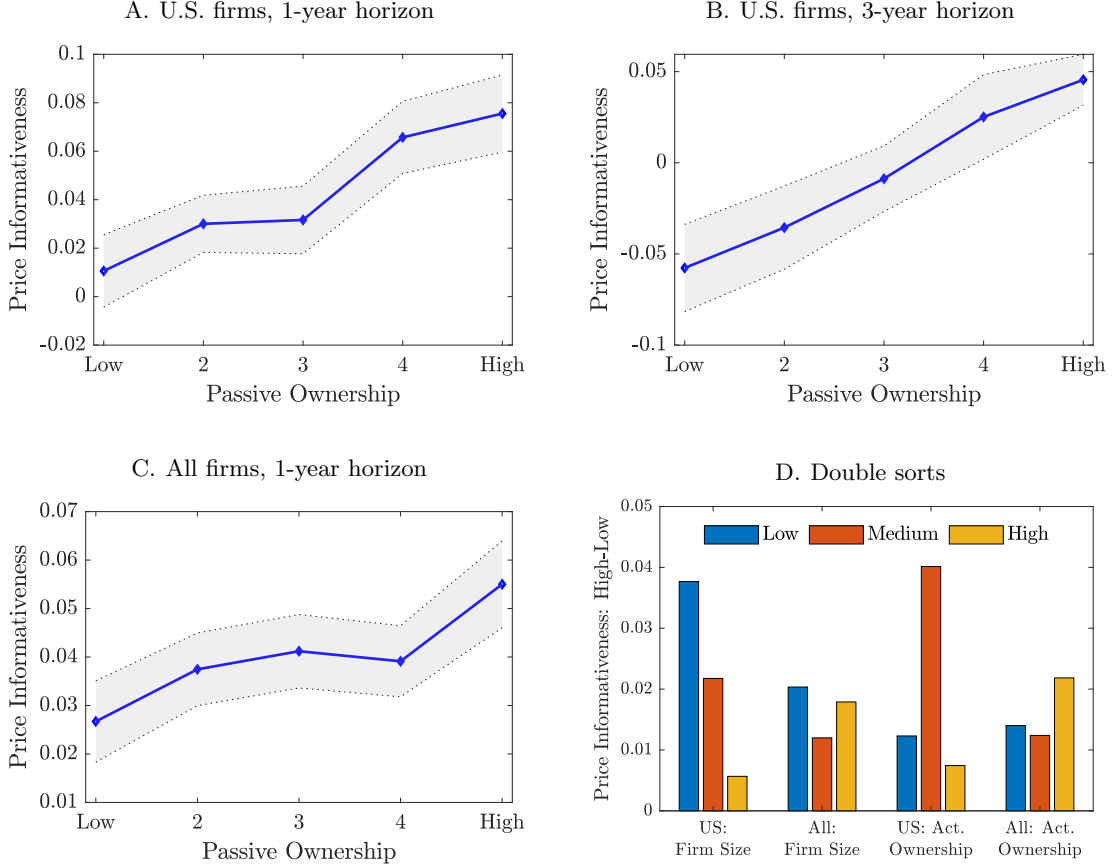 A. U.S. firms, 1-year horizon
Price Informativeness
0.1
0.08
0.06
0.04
0.02
0
-0.02
Low 2 3 4 High
Passive Ownership
B. U.S. firms, 3-year horizon
Price Informativeness
0.05
0
-0.05
-0.1
Low 2 3 4 High
Passive Ownership
C. All firms, 1-year horizon
Price Informativeness
0.07
0.06
0.05
0.04
0.03
0.02
0.01
Low 2 3 4 High
Passive Ownership
D. Double sorts
Price Informativeness: High-Low
0.05
0.04
0.03
0.02
0.01
0
Low Medium High
US:
Firm Size
All:
Firm Size
US: Act.
Ownership
All: Act.
Ownership